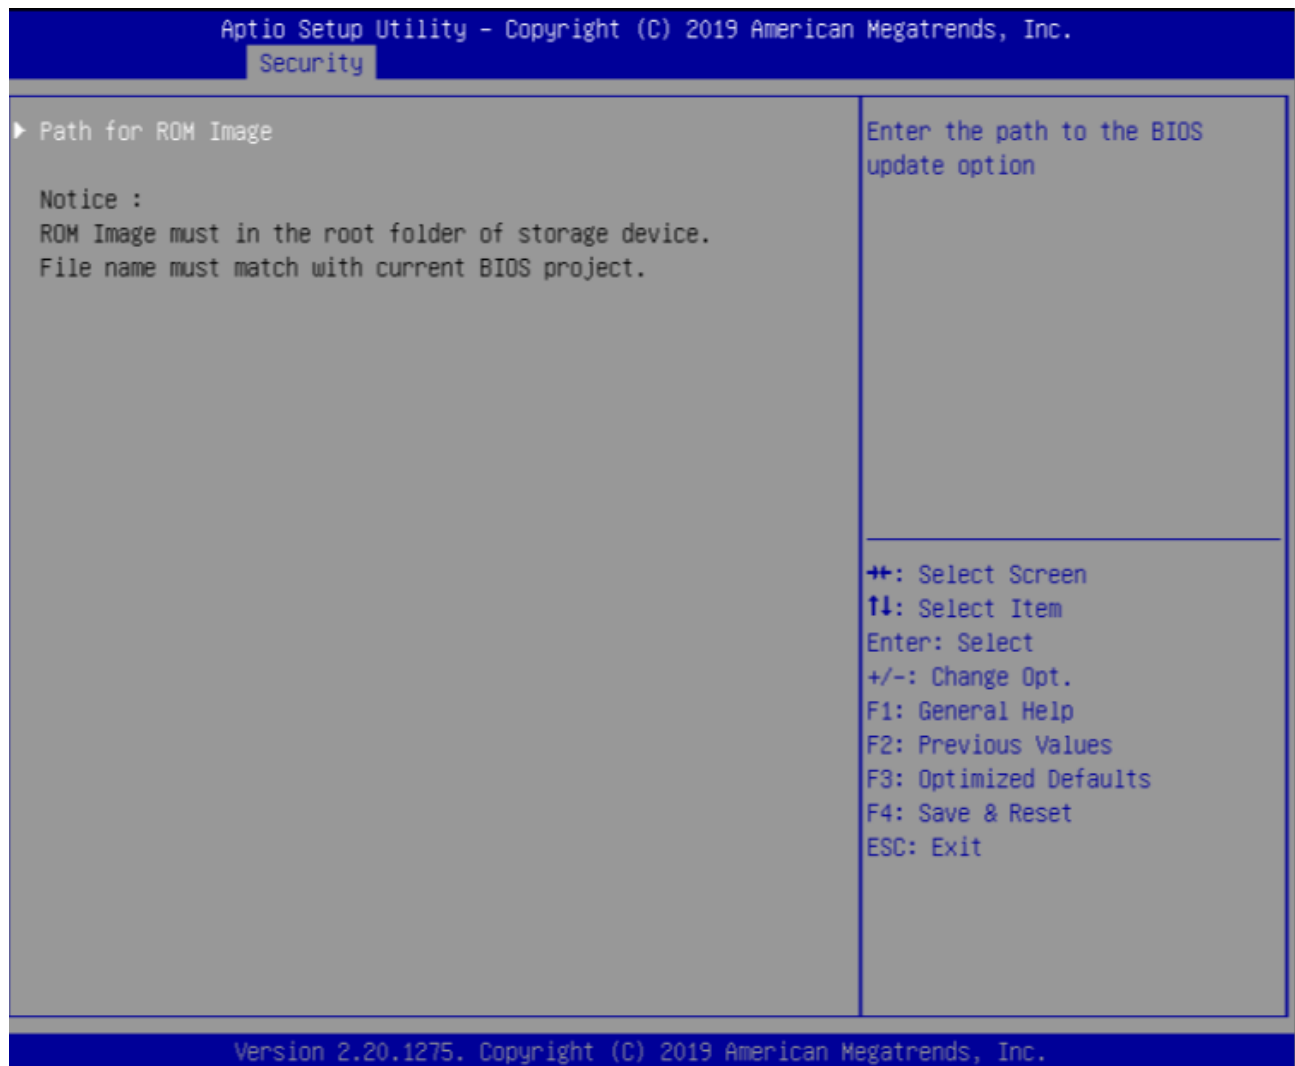 Aptio Setup Utility – Copyright (C) 2019 American Megatrends, Inc.
Security
Path for ROM Image
Notice :
ROM Image must in the root folder of storage device.
File name must match with current BIOS project.
Enter the path to the BIOS
update option
→←: Select Screen
↑↓: Select Item
Enter: Select
+/-: Change Opt.
F1: General Help
F2: Previous Values
F3: Optimized Defaults
F4: Save & Reset
ESC: Exit
Version 2.20.1275. Copyright (C) 2019 American Megatrends, Inc.